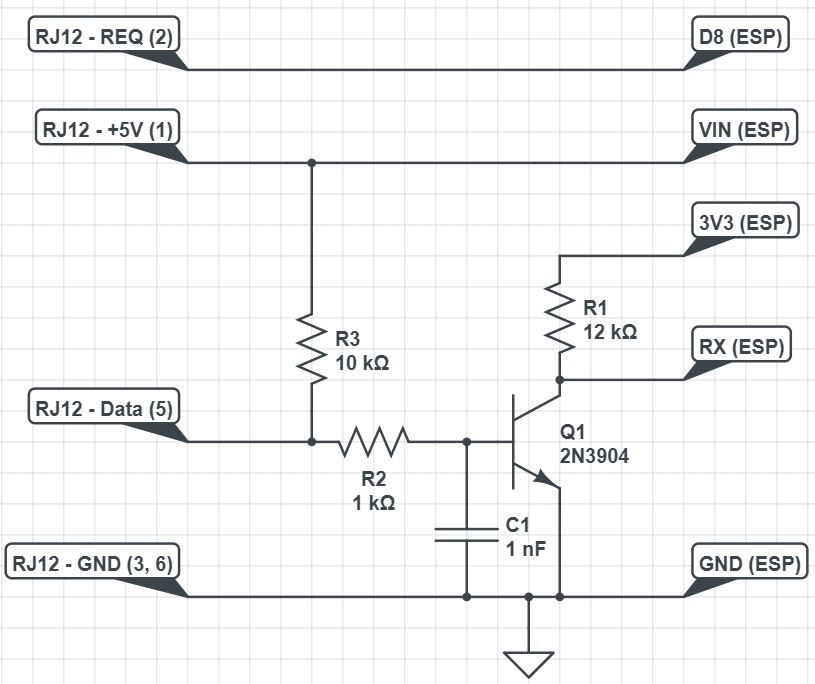 RJ12 - REQ (2)
D8 (ESP)
RJ12 - +5V (1)
VIN (ESP)
3V3 (ESP)
R1
12 kΩ
R3
10 kΩ
RX (ESP)
RJ12 - Data (5)
Q1
2N3904
R2
1 kΩ
C1
1 nF
RJ12 - GND (3, 6)
GND (ESP)